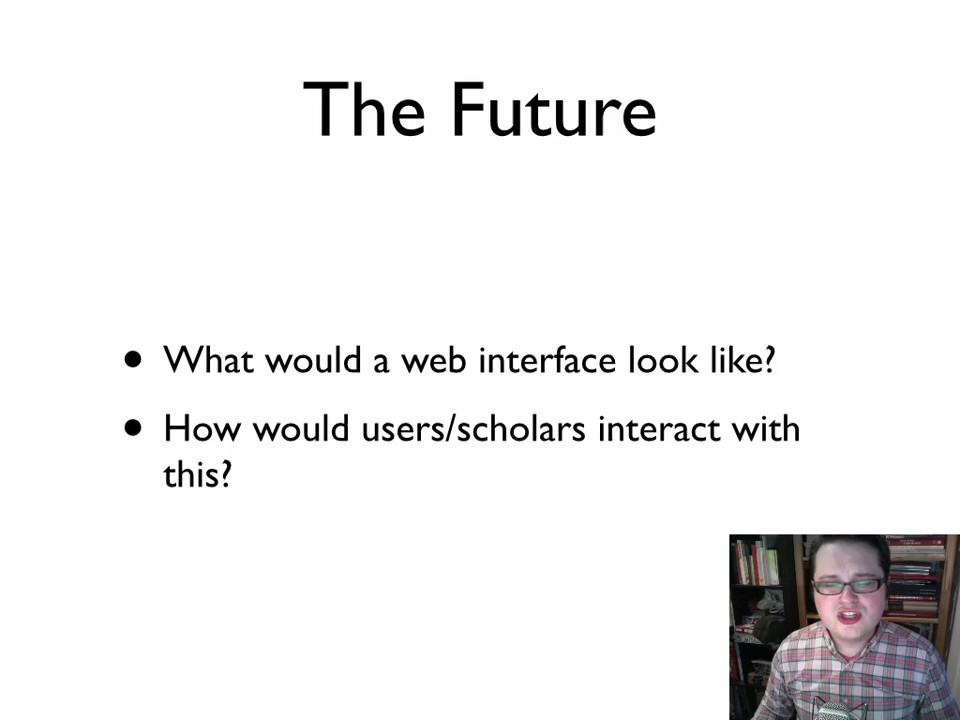 The Future
• What would a web interface look like?
• How would users/scholars interact with
this?